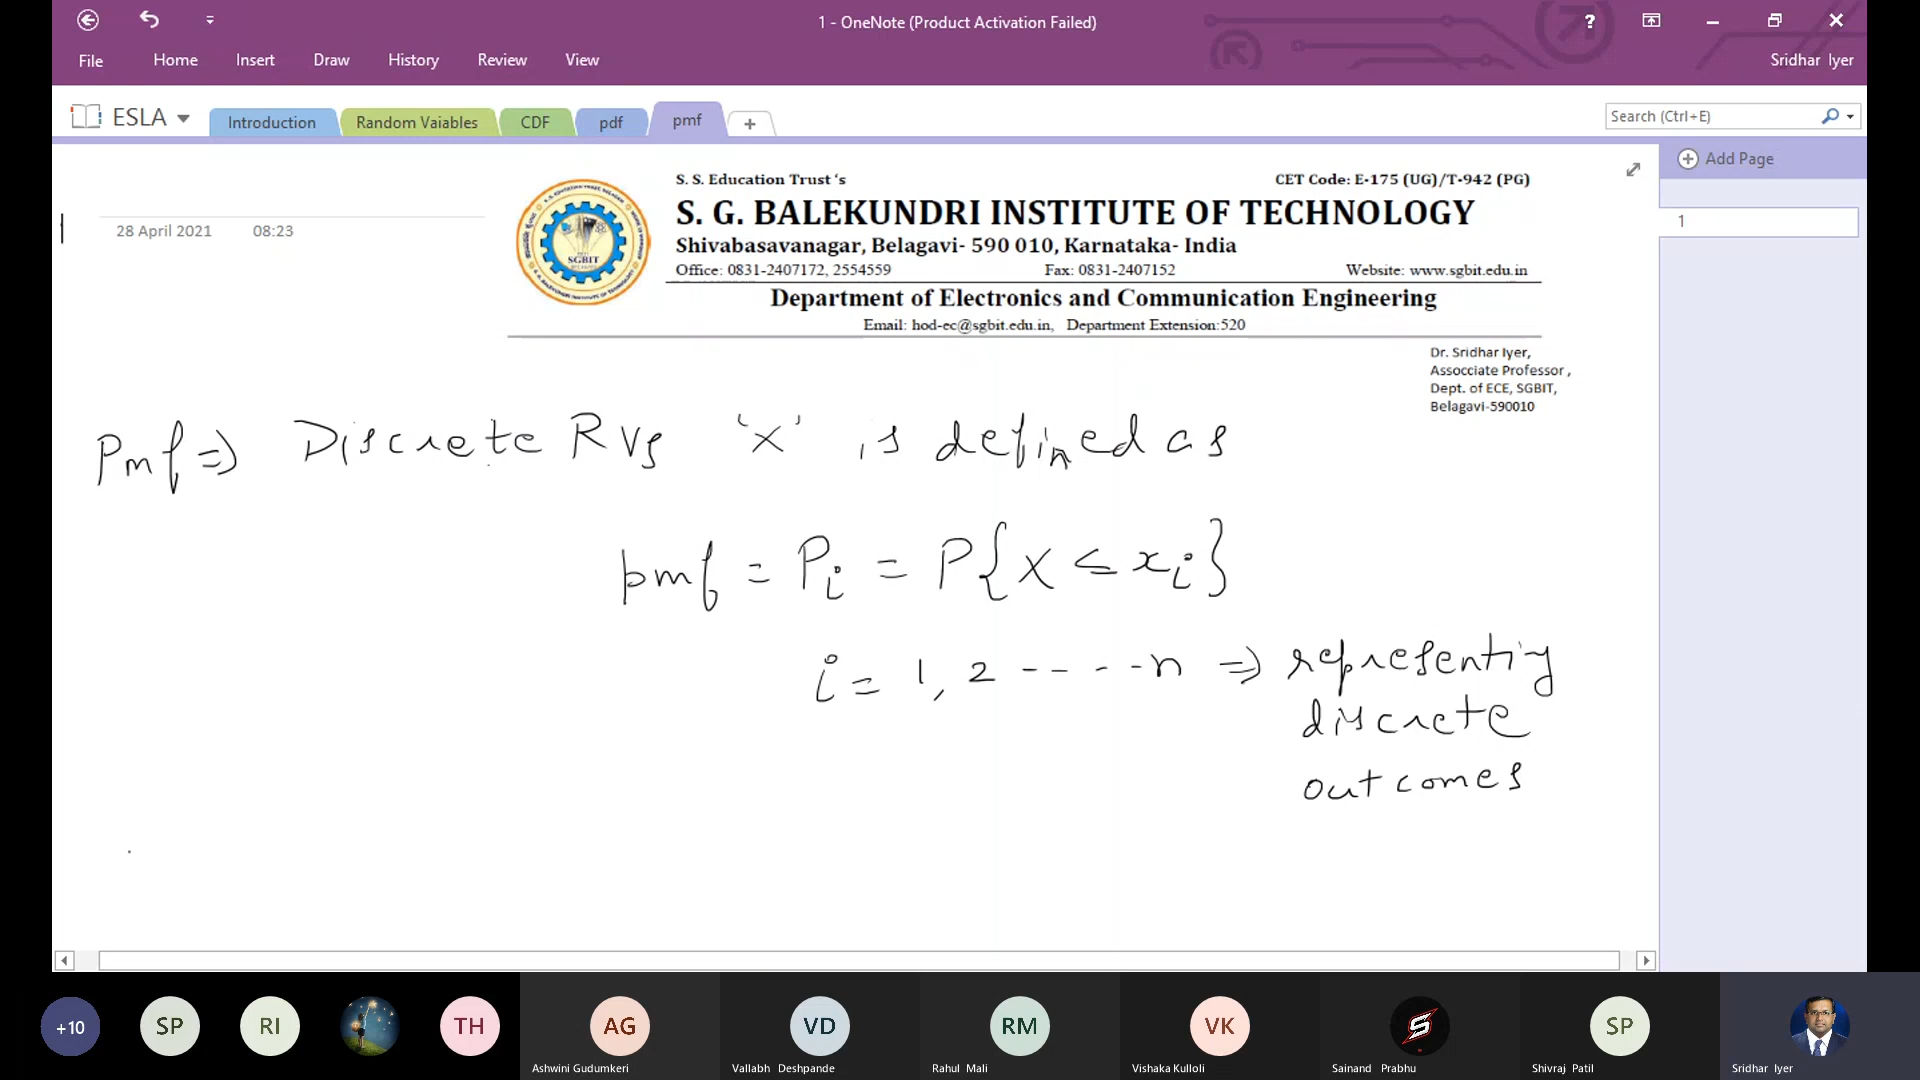 1 - OneNote (Product Activation Failed)
?
File Home Insert Draw History Review View
Sridhar Iyer
ESLA Introduction Random Vaiables CDF pdf pmf +
Search (Ctrl+E)
Add Page
1
28 April 2021 08:23
S. S. Education Trust 's CET Code: E-175 (UG)/T-942 (PG)
S. G. BALEKUNDRI INSTITUTE OF TECHNOLOGY
Shivabasavanagar, Belagavi- 590 010, Karnataka- India
Office: 0831-2407172, 2554559 Fax: 0831-2407152 Website: www.sgbit.edu.in
Department of Electronics and Communication Engineering
Email: hod-ec@sgbit.edu.in, Department Extension:520
SGBIT
Dr. Sridhar Iyer,
Assocciate Professor ,
Dept. of ECE, SGBIT,
Belagavi-590010
Pmf ⇒ Discrete RVs 'X' is defined as
pmf = Pi = P{X ≤ xi}
i = 1, 2 - - - - - n ⇒ representing
discrete
outcomes
+10 SP RI TH AG VD RM VK S SP
Ashwini Gudumkeri Vallabh Deshpande Rahul Mali Vishaka Kulloli Sainand Prabhu Shivraj Patil Sridhar Iyer